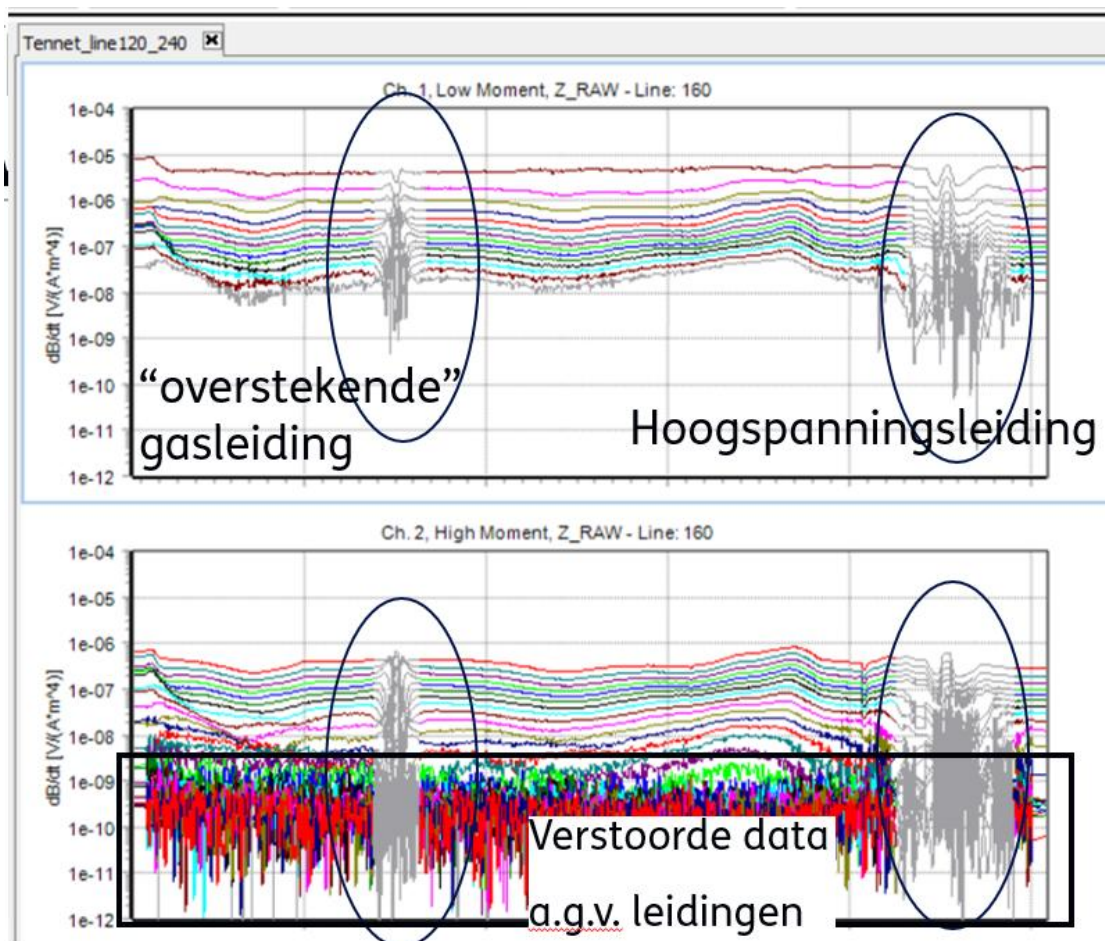 Tennet_line120_240
Ch. 1, Low Moment, Z_RAW - Line: 160
1e-04
1e-05
1e-06
1e-07
1e-08
1e-09
1e-10
1e-11
1e-12
dB/dt [V/(A*m^4)]
“overstekende”
gasleiding
Hoogspanningsleiding
Ch. 2, High Moment, Z_RAW - Line: 160
1e-04
1e-05
1e-06
1e-07
1e-08
1e-09
1e-10
1e-11
1e-12
dB/dt [V/(A*m^4)]
Verstoorde data
a.g.v. leidingen